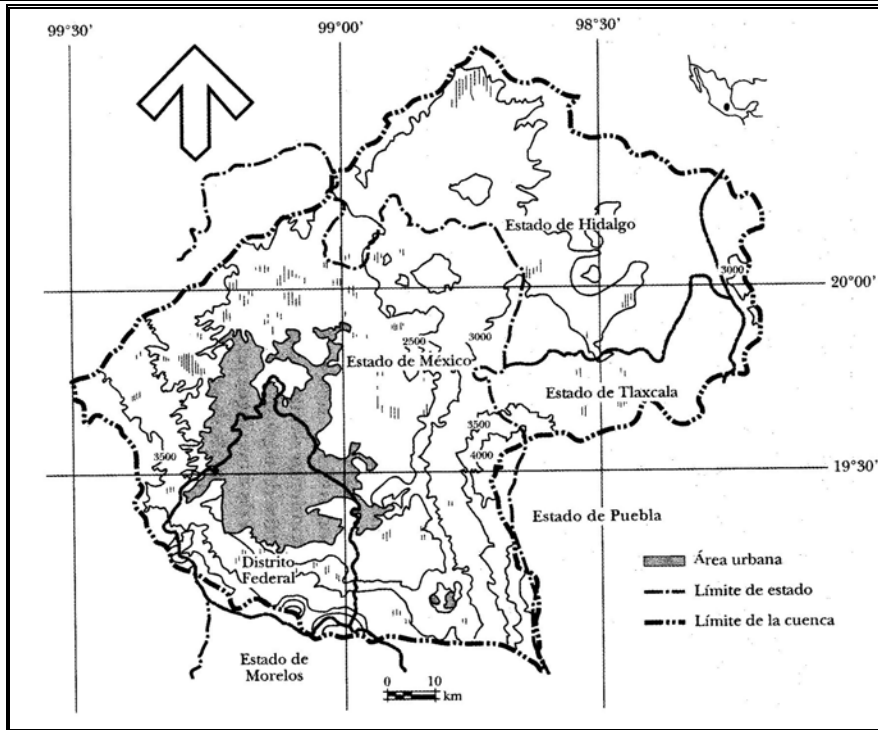 99°30'
99°00'
98°30'
Estado de Hidalgo
3000
20°00'
2500
3000
Estado de México
Estado de Tlaxcala
3500
3500
4000
19°30'
Estado de Puebla
Área urbana
Distrito
Federal
Límite de estado
Límite de la cuenca
Estado de
Morelos
0 10
km